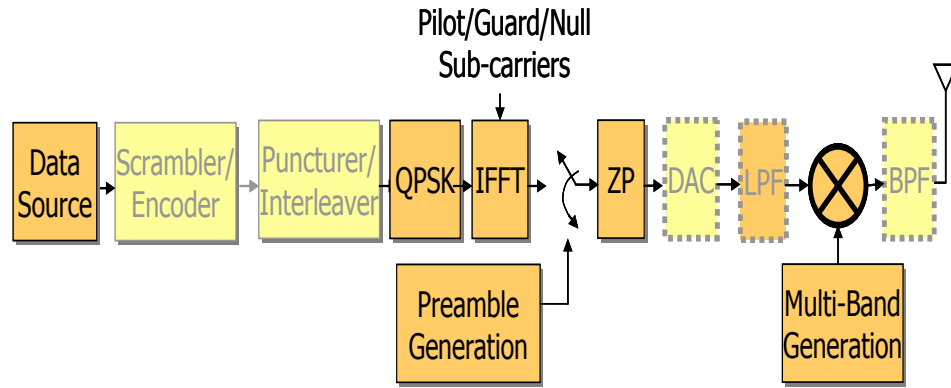 Pilot/Guard/Null
Sub-carriers
Data
Source
Scrambler/
Encoder
Puncturer/
Interleaver
QPSK
IFFT
ZP
DAC
LPF
BPF
Preamble
Generation
Multi-Band
Generation